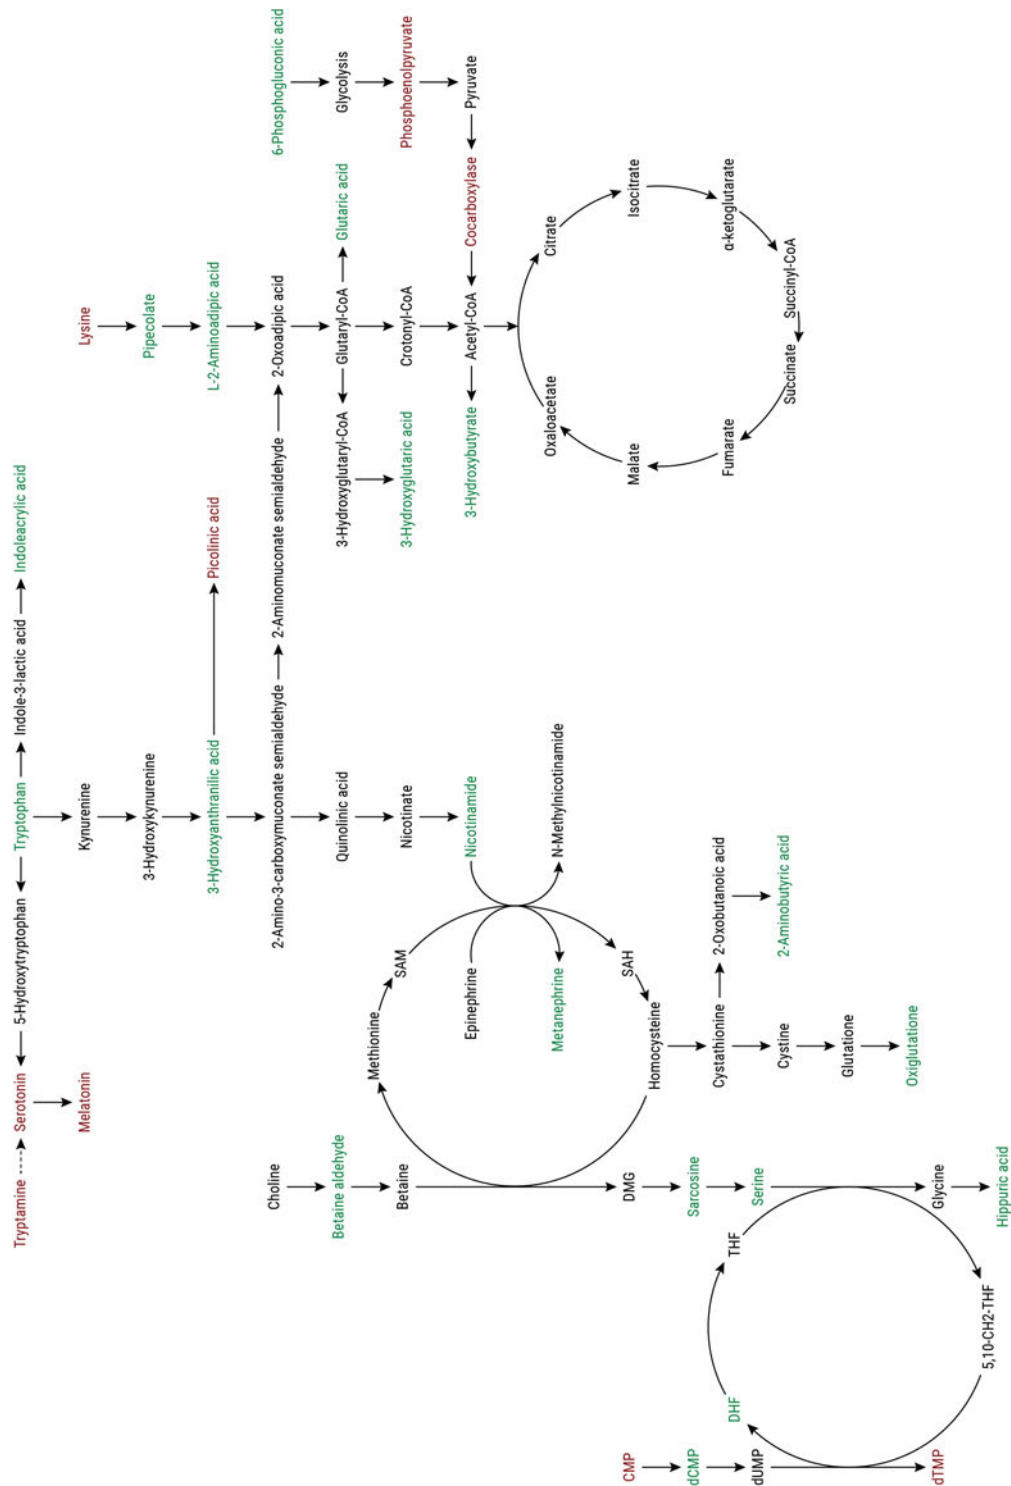 Tryptamine
Serotonin
5-Hydroxytryptophan
Tryptophan
Indole-3-lactic acid
Indoleacrylic acid
Melatonin
Kynurenine
Lysine
3-Hydroxykynurenine
Pipecolate
3-Hydroxyanthranilic acid
Picolinic acid
L-2-Aminoadipic acid
6-Phosphogluconic acid
Choline
2-Amino-3-carboxymuconate semialdehyde
2-Aminomuconate semialdehyde
2-Oxoadipic acid
Glycolysis
Betaine aldehyde
Quinolinic acid
3-Hydroxyglutaryl-CoA
Glutaryl-CoA
Glutaric acid
Phosphoenolpyruvate
Betaine
Methionine
SAM
Nicotinate
3-Hydroxyglutaric acid
Crotonyl-CoA
Pyruvate
Epinephrine
Nicotinamide
3-Hydroxybutyrate
Acetyl-CoA
Cocarboxylase
Metanephrine
N-Methylnicotinamide
Oxaloacetate
Citrate
CMP
DMG
Homocysteine
SAH
Malate
Isocitrate
dCMP
Sarcosine
Cystathionine
2-Oxobutanoic acid
Fumarate
α-ketoglutarate
dUMP
DHF
THF
Serine
Cystine
2-Aminobutyric acid
Succinate
Succinyl-CoA
Glutatione
Oxiglutatione
dTMP
5,10-CH2-THF
Glycine
Hippuric acid